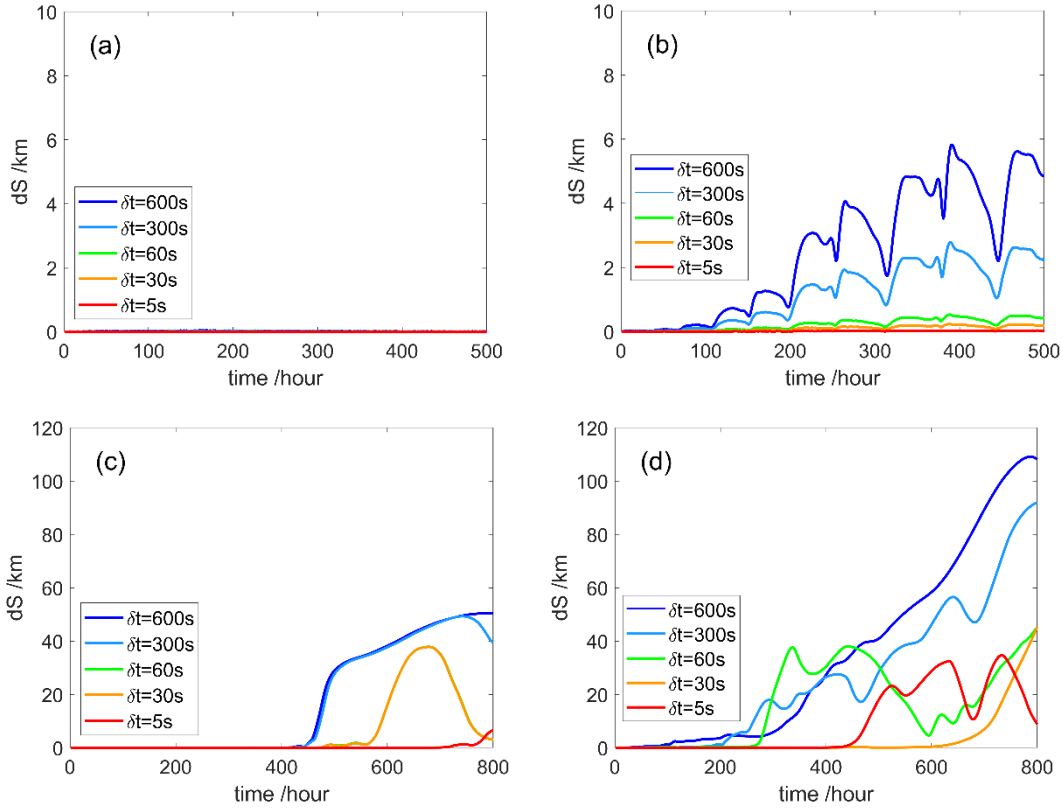 (a)
dS /km
10
8
6
4
2
0
δt=600s
δt=300s
δt=60s
δt=30s
δt=5s
0 100 200 300 400 500
time /hour
(b)
dS /km
10
8
6
4
2
0
δt=600s
δt=300s
δt=60s
δt=30s
δt=5s
0 100 200 300 400 500
time /hour
(c)
dS /km
120
100
80
60
40
20
0
δt=600s
δt=300s
δt=60s
δt=30s
δt=5s
0 200 400 600 800
time /hour
(d)
dS /km
120
100
80
60
40
20
0
δt=600s
δt=300s
δt=60s
δt=30s
δt=5s
0 200 400 600 800
time /hour